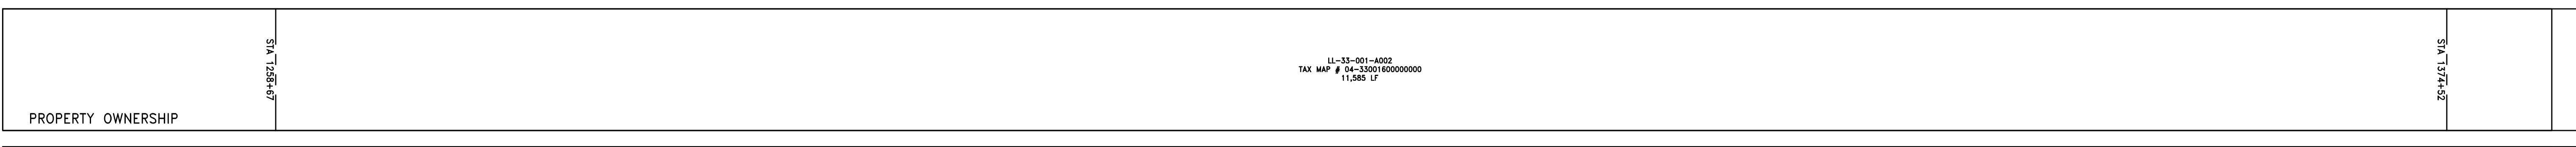 STA 1258+67
LL-33-001-A002
TAX MAP # 04-33001600000000
11,585 LF
STA 1374+52
PROPERTY OWNERSHIP